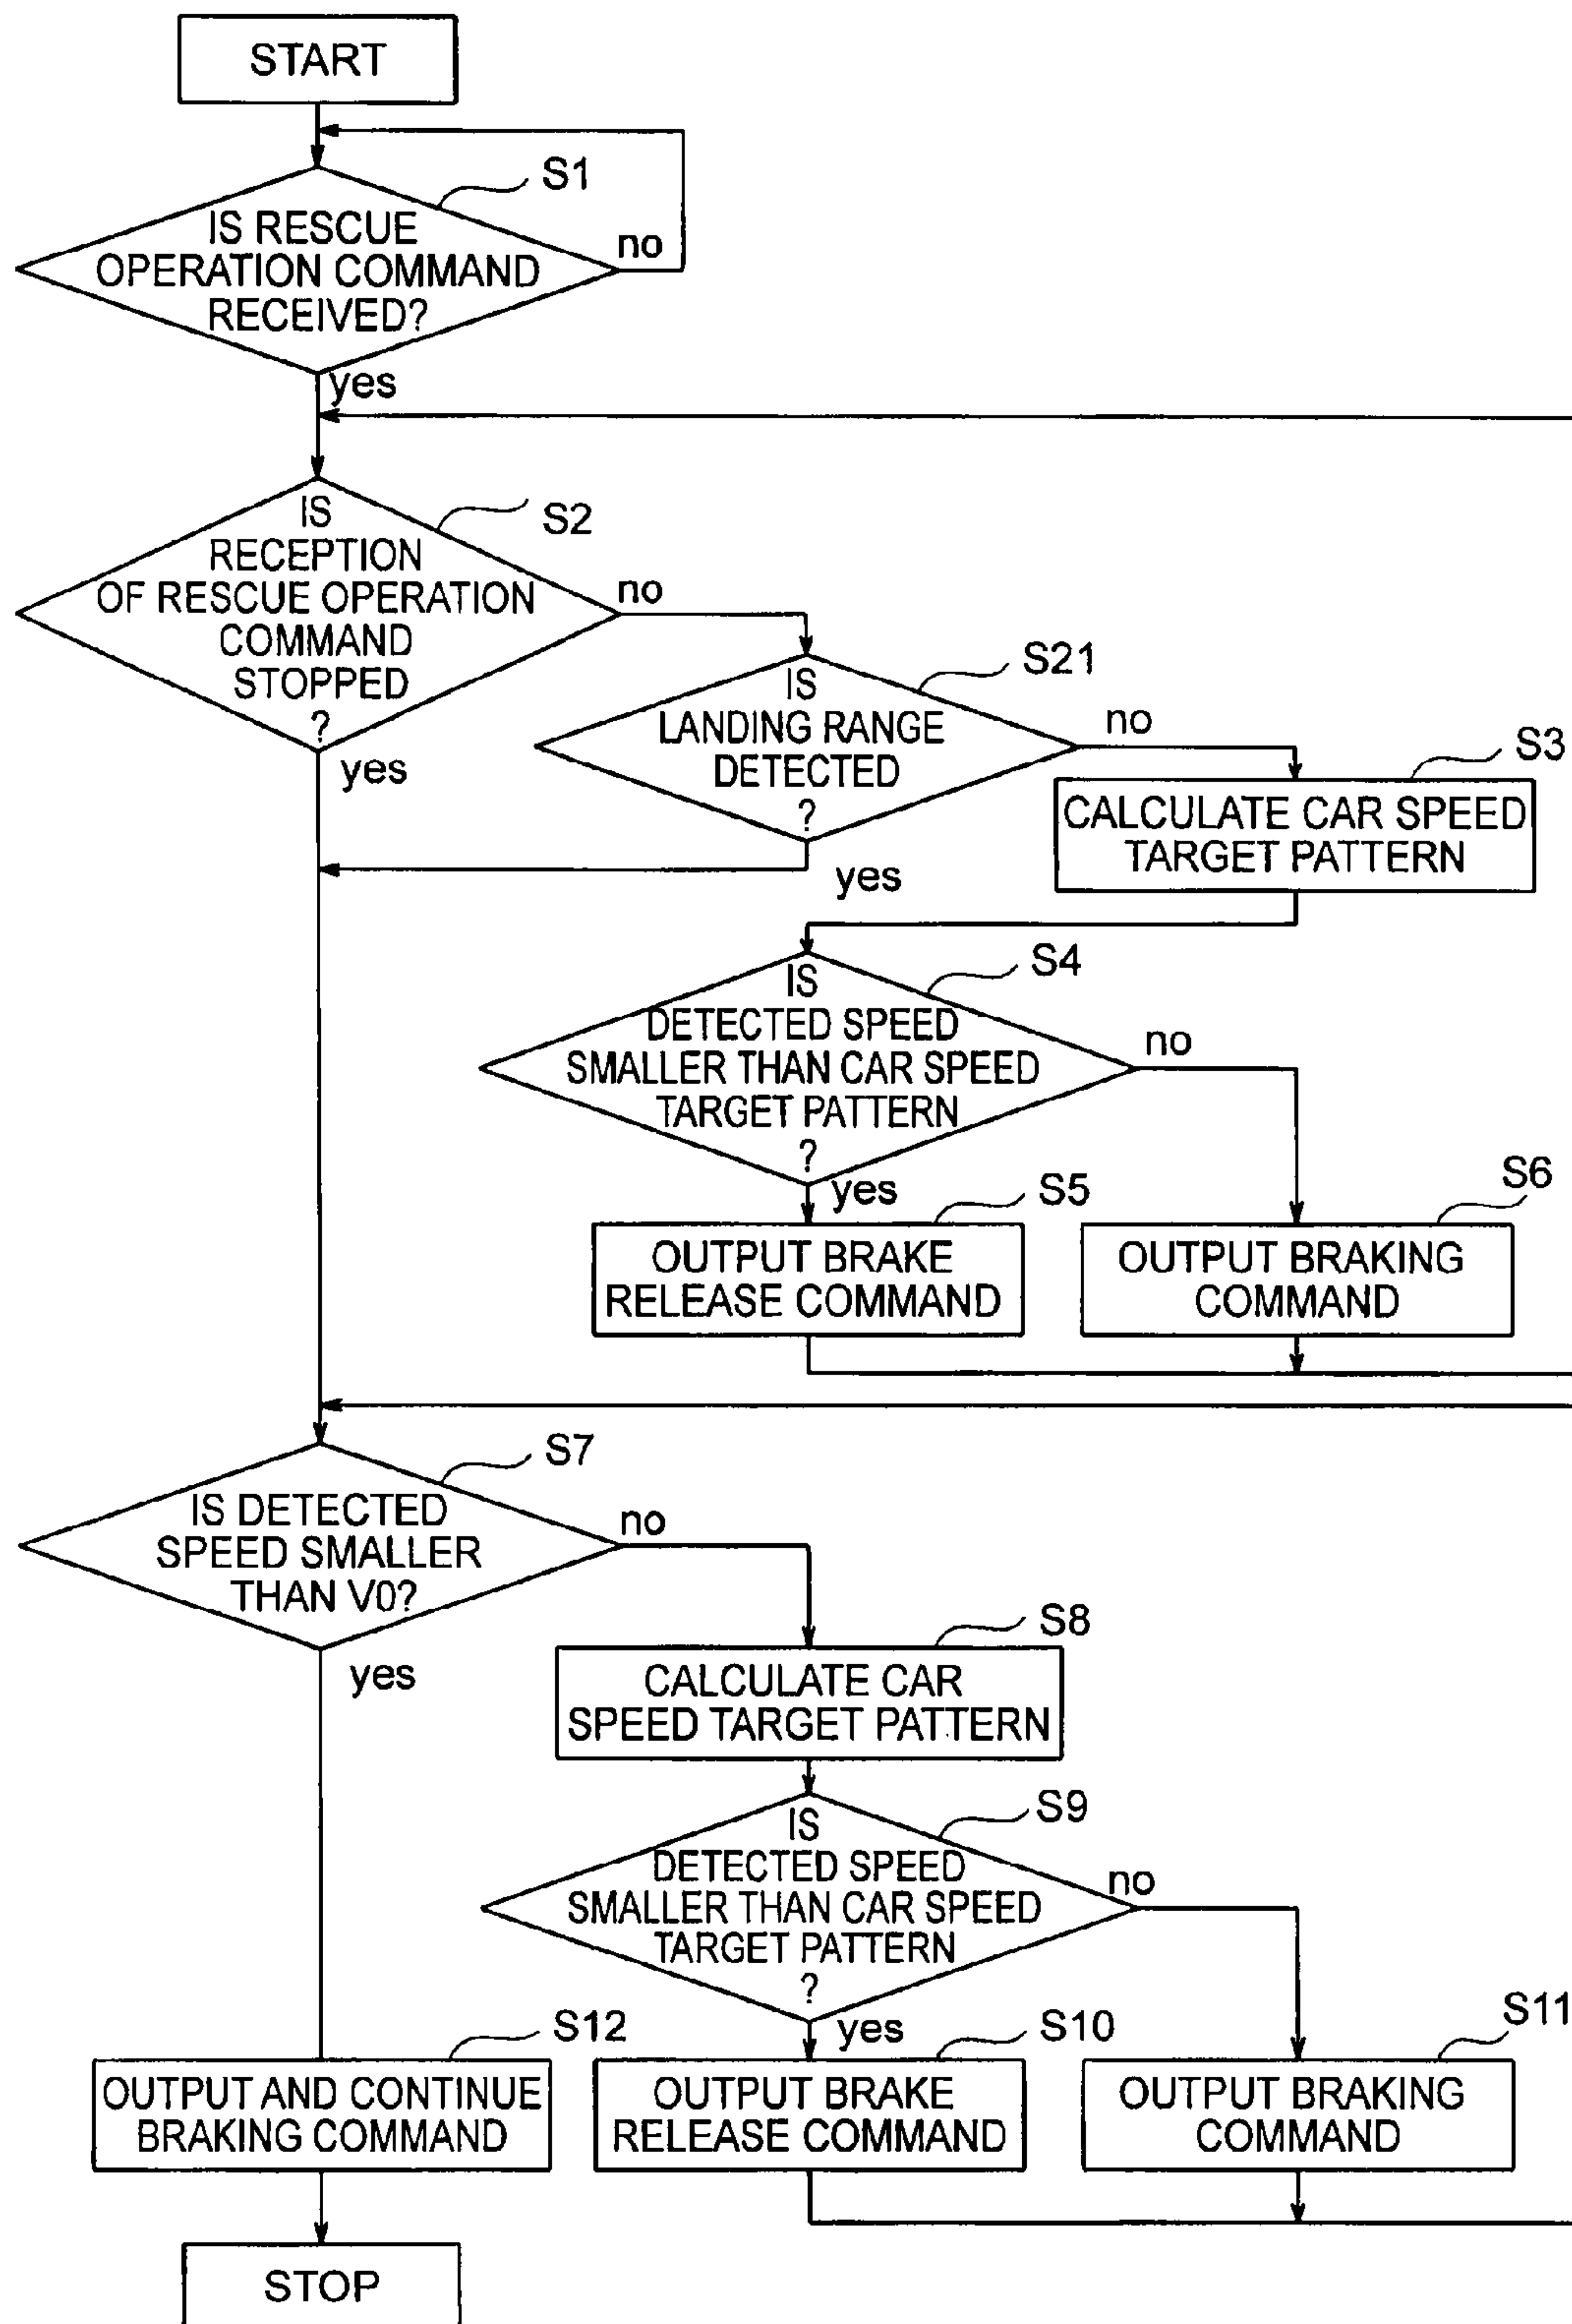 START
S1
IS RESCUE
OPERATION COMMAND
RECEIVED?
no
yes
S2
IS
RECEPTION
OF RESCUE OPERATION
COMMAND
STOPPED
?
no
yes
S21
IS
LANDING RANGE
DETECTED
?
no
yes
S3
CALCULATE CAR SPEED
TARGET PATTERN
S4
IS
DETECTED SPEED
SMALLER THAN CAR SPEED
TARGET PATTERN
?
no
yes
S5
OUTPUT BRAKE
RELEASE COMMAND
S6
OUTPUT BRAKING
COMMAND
S7
IS DETECTED
SPEED SMALLER
THAN V0?
no
yes
S8
CALCULATE CAR
SPEED TARGET PATTERN
S9
IS
DETECTED SPEED
SMALLER THAN CAR SPEED
TARGET PATTERN
?
no
yes
S12
OUTPUT AND CONTINUE
BRAKING COMMAND
S10
OUTPUT BRAKE
RELEASE COMMAND
S11
OUTPUT BRAKING
COMMAND
STOP